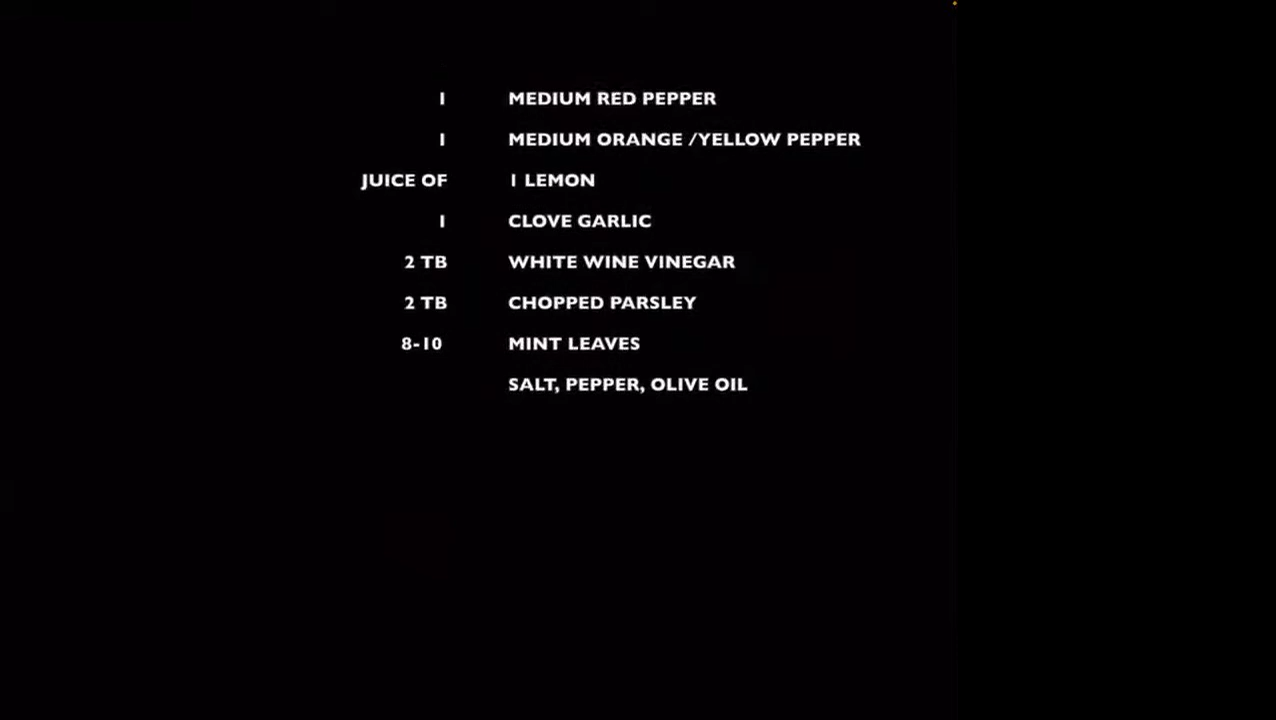 1 MEDIUM RED PEPPER
1 MEDIUM ORANGE /YELLOW PEPPER
JUICE OF 1 LEMON
1 CLOVE GARLIC
2 TB WHITE WINE VINEGAR
2 TB CHOPPED PARSLEY
8-10 MINT LEAVES
SALT, PEPPER, OLIVE OIL